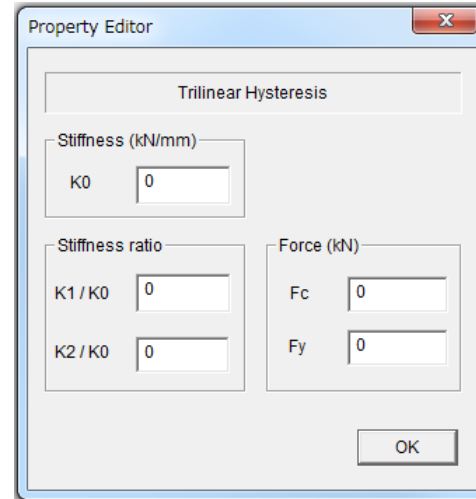 Property Editor
Trilinear Hysteresis
Stiffness (kN/mm)
K0 0
Stiffness ratio
K1 / K0 0
K2 / K0 0
Force (kN)
Fc 0
Fy 0
OK